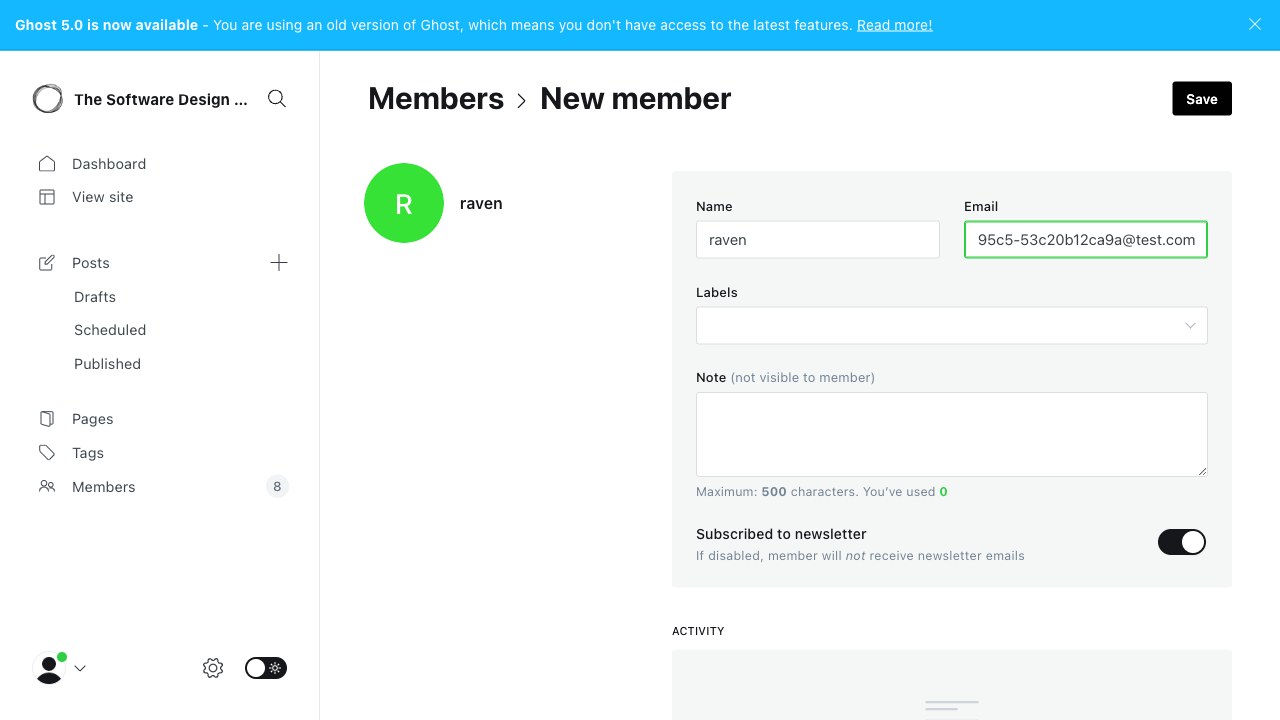 Ghost 5.0 is now available - You are using an old version of Ghost, which means you don't have access to the latest features. Read more!
The Software Design ...
Dashboard
View site
Posts
Drafts
Scheduled
Published
Pages
Tags
Members
8
Members > New member
Save
R
raven
Name
Email
raven
95c5-53c20b12ca9a@test.com
Labels
Note (not visible to member)
Maximum: 500 characters. You've used 0
Subscribed to newsletter
If disabled, member will not receive newsletter emails
ACTIVITY